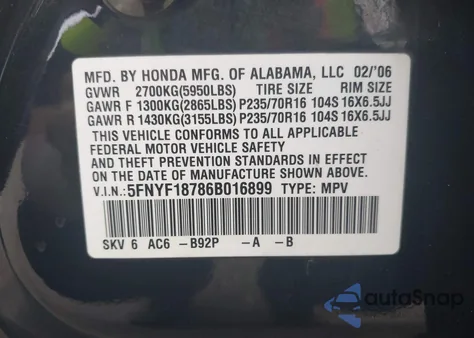 MFD. BY HONDA MFG. OF ALABAMA, LLC 02/'06
GVWR 2700KG(5950LBS) TIRE SIZE RIM SIZE
GAWR F 1300KG(2865LBS) P235/70R16 104S 16X6.5JJ
GAWR R 1430KG(3155LBS) P235/70R16 104S 16X6.5JJ
THIS VEHICLE CONFORMS TO ALL APPLICABLE
FEDERAL MOTOR VEHICLE SAFETY
AND THEFT PREVENTION STANDARDS IN EFFECT
ON THE DATE OF MANUFACTURE SHOWN ABOVE.
V.I.N.: 5FNYF18786B016899 TYPE: MPV
SKV 6 AC6 -B92P -A -B
autoSnap